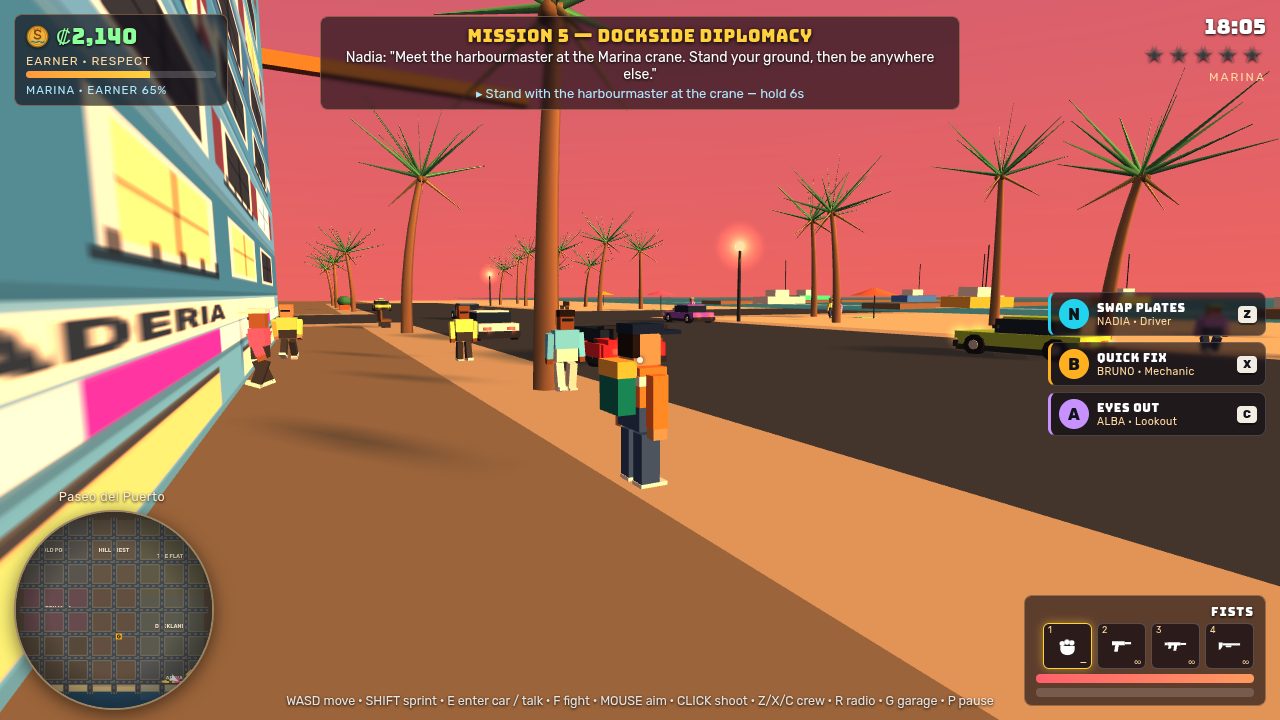 ₡2,140
EARNER • RESPECT
MARINA • EARNER 65%
MISSION 5 — DOCKSIDE DIPLOMACY
Nadia: "Meet the harbourmaster at the Marina crane. Stand your ground, then be anywhere
else."
▸ Stand with the harbourmaster at the crane — hold 6s
18:05
MARINA
ADERIA
N
SWAP PLATES
NADIA • Driver
Z
B
QUICK FIX
BRUNO • Mechanic
X
A
EYES OUT
ALBA • Lookout
C
Paseo del Puerto
FISTS
1
2
3
4
– ∞ ∞ ∞
WASD move • SHIFT sprint • E enter car / talk • F fight • MOUSE aim • CLICK shoot • Z/X/C crew • R radio • G garage • P pause